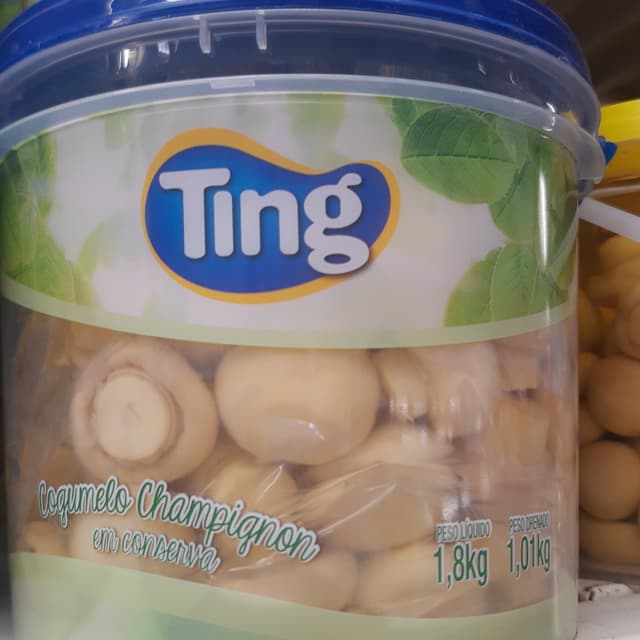 Ting
Cogumelo Champignon
em conserva
PESO LÍQUIDO
1,8kg
PESO DRENADO
1,01kg